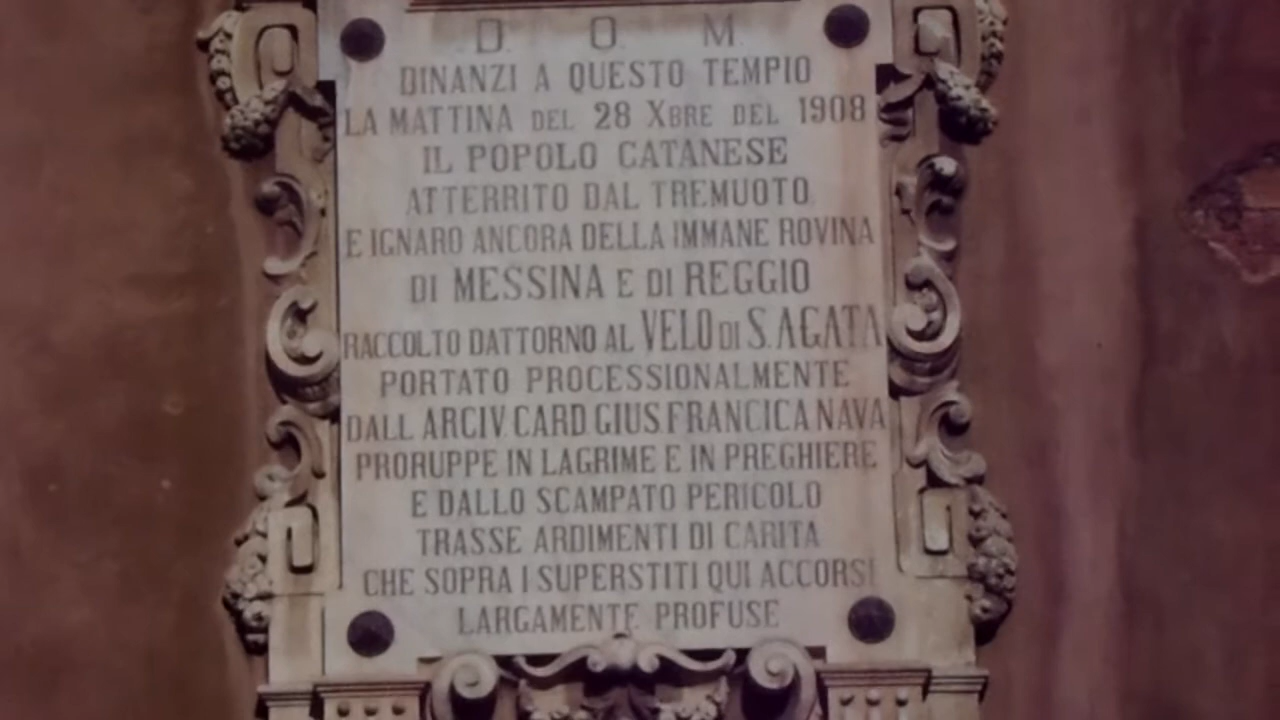 D. O. M.
DINANZI A QUESTO TEMPIO
LA MATTINA DEL 28 XBRE DEL 1908
IL POPOLO CATANESE
ATTERRITO DAL TREMUOTO
E IGNARO ANCORA DELLA IMMANE ROVINA
DI MESSINA E DI REGGIO
RACCOLTO DATTORNO AL VELO DI S. AGATA
PORTATO PROCESSIONALMENTE
DALL ARCIV. CARD. GIUS. FRANCICA NAVA
PRORUPPE IN LAGRIME E IN PREGHIERE
E DALLO SCAMPATO PERICOLO
TRASSE ARDIMENTI DI CARITA
CHE SOPRA I SUPERSTITI QUI ACCORSI
LARGAMENTE PROFUSE